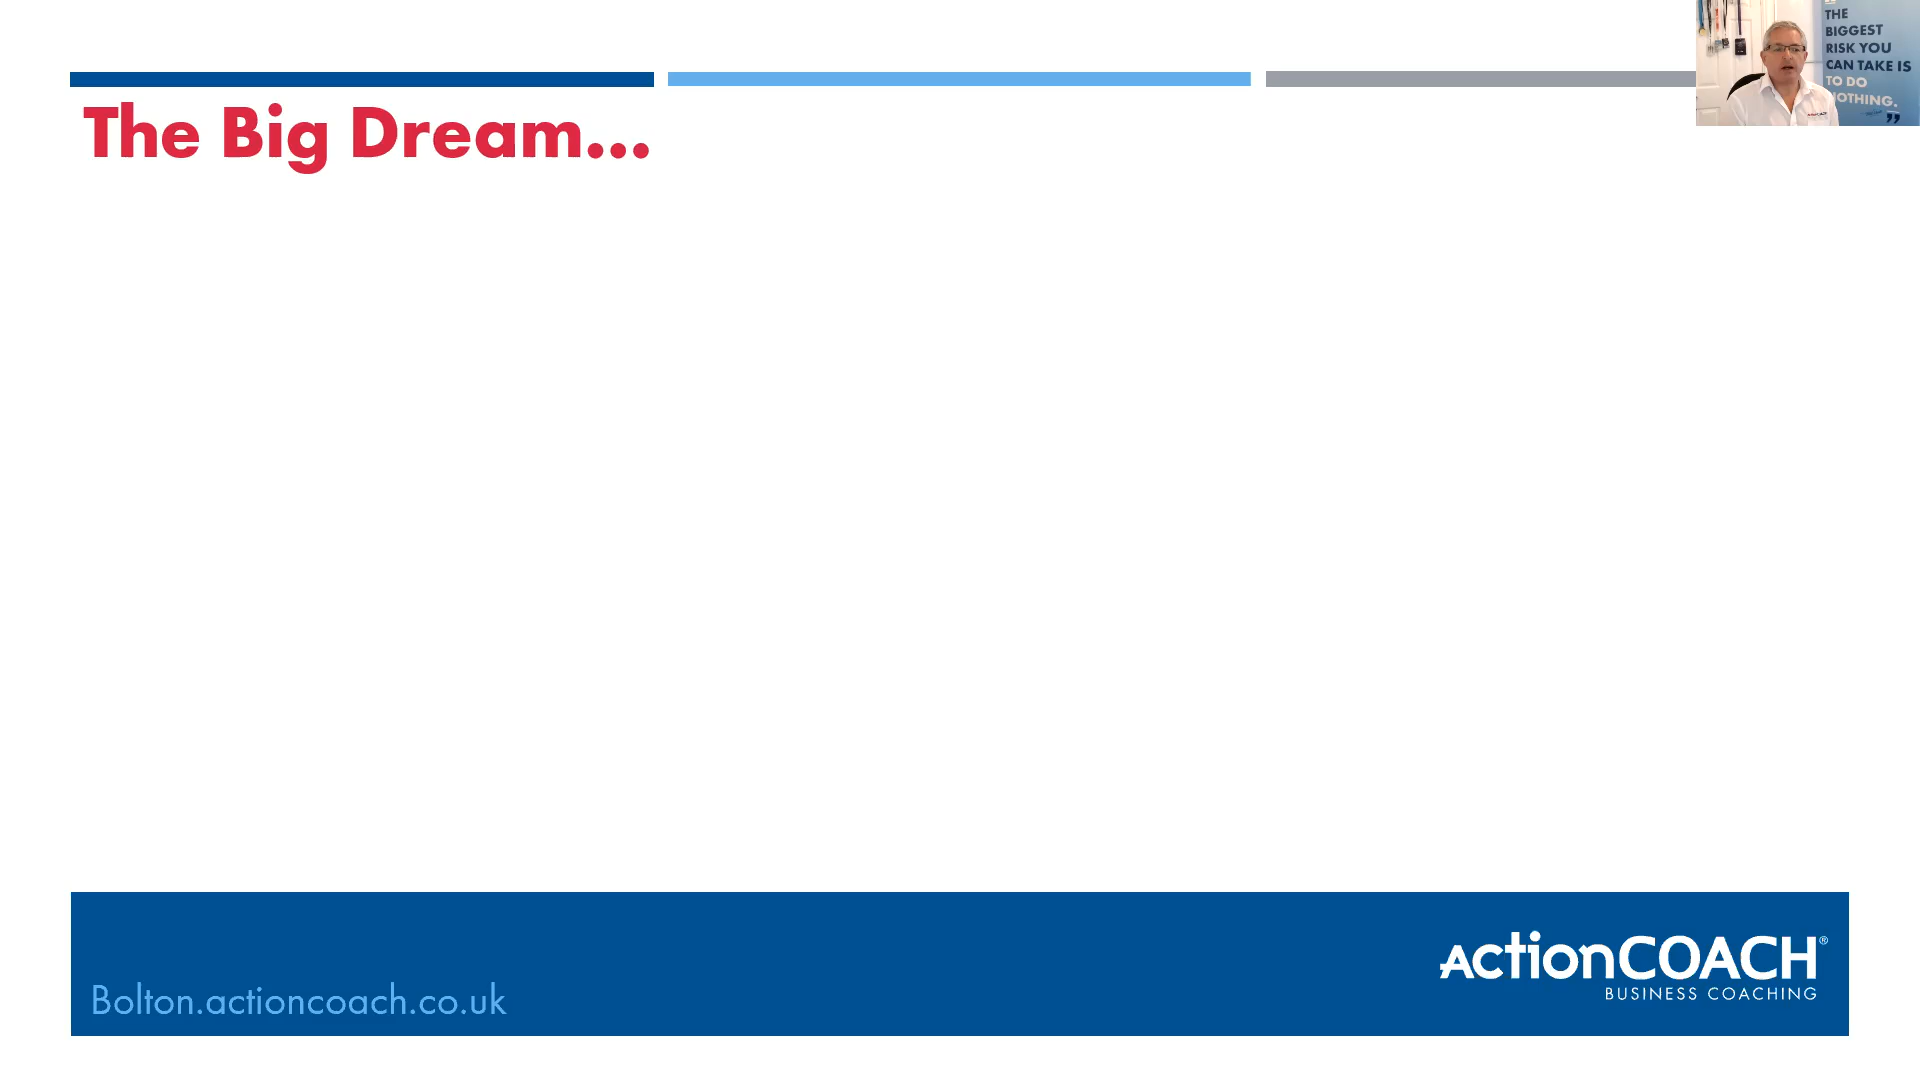 The Big Dream...
THE
BIGGEST
RISK YOU
CAN TAKE IS
TO DO
NOTHING.
”
Bolton.actioncoach.co.uk
ActionCOACH®
BUSINESS COACHING